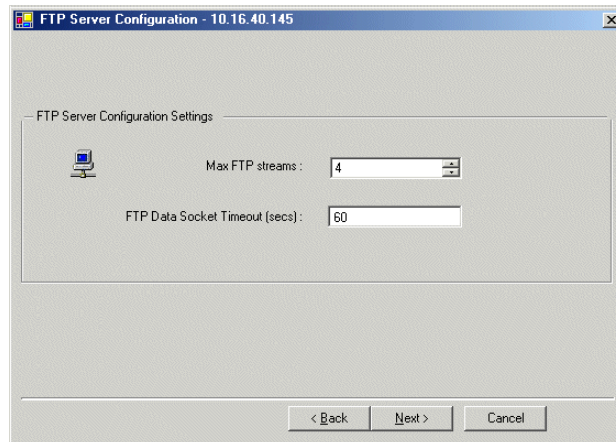 FTP Server Configuration - 10.16.40.145
FTP Server Configuration Settings
Max FTP streams : 4
FTP Data Socket Timeout (secs) : 60
< Back Next > Cancel